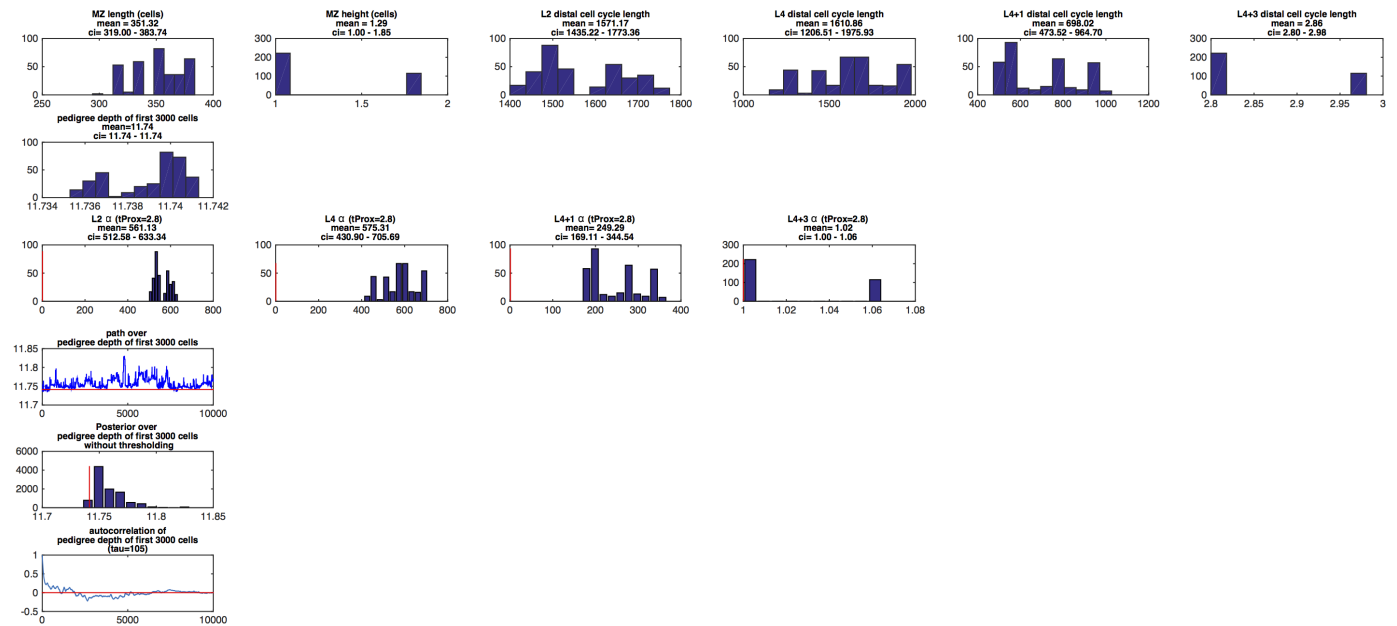 MZ length (cells)
mean = 351.32
ci= 319.00 - 383.74
100
50
0
250 300 350 400
MZ height (cells)
mean = 1.29
ci= 1.00 - 1.85
300
200
100
0
1 1.5 2
L2 distal cell cycle length
mean = 1571.17
ci= 1435.22 - 1773.36
100
50
0
1400 1500 1600 1700 1800
L4 distal cell cycle length
mean = 1610.86
ci= 1206.51 - 1975.93
100
50
0
1000 1500 2000
L4+1 distal cell cycle length
mean = 698.02
ci= 473.52 - 964.70
100
50
0
400 600 800 1000 1200
L4+3 distal cell cycle length
mean = 2.86
ci= 2.80 - 2.98
300
200
100
0
2.8 2.85 2.9 2.95 3
pedigree depth of first 3000 cells
mean=11.74
ci= 11.74 - 11.74
100
50
0
11.734 11.736 11.738 11.74 11.742
L2 α (tProx=2.8)
mean= 561.13
ci= 512.58 - 633.34
100
50
0
0 200 400 600 800
L4 α (tProx=2.8)
mean= 575.31
ci= 430.90 - 705.69
100
50
0
0 200 400 600 800
L4+1 α (tProx=2.8)
mean= 249.29
ci= 169.11 - 344.54
100
50
0
0 100 200 300 400
L4+3 α (tProx=2.8)
mean= 1.02
ci= 1.00 - 1.06
300
200
100
0
1 1.02 1.04 1.06 1.08
path over
pedigree depth of first 3000 cells
11.85
11.8
11.75
11.7
0 5000 10000
Posterior over
pedigree depth of first 3000 cells
without thresholding
6000
4000
2000
0
11.7 11.75 11.8 11.85
autocorrelation of
pedigree depth of first 3000 cells
(tau=105)
1
0.5
0
-0.5
0 5000 10000